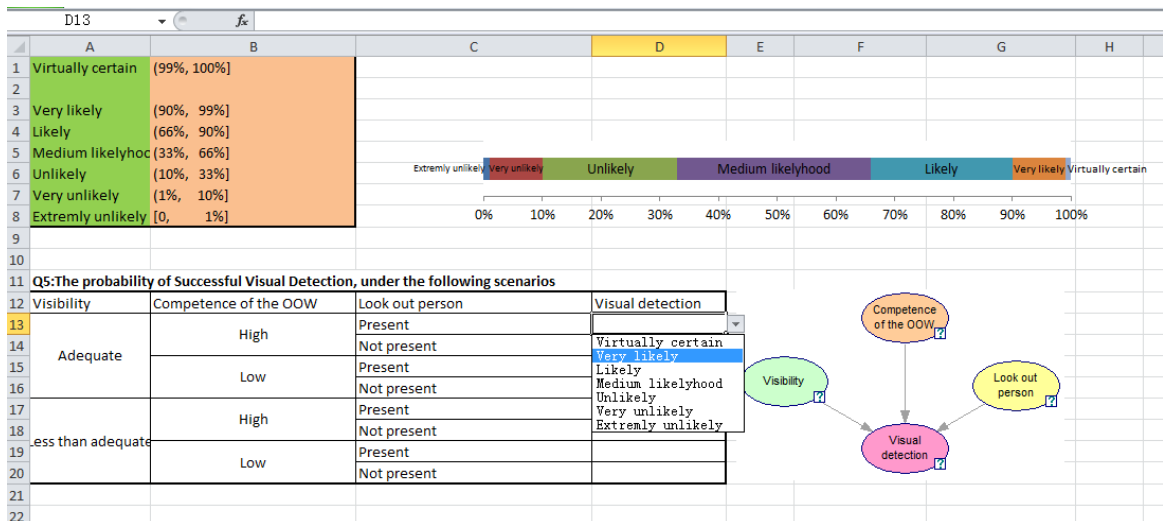 D13
fx
A B C D E F G H
1 Virtually certain (99%, 100%]
2
3 Very likely (90%, 99%]
4 Likely (66%, 90%]
5 Medium likelyhoo (33%, 66%]
6 Unlikely (10%, 33%]
7 Very unlikely (1%, 10%]
8 Extremly unlikely [0, 1%]
Extremly unlikely Very unlikely Unlikely Medium likelyhood Likely Very likely Virtually certain
0% 10% 20% 30% 40% 50% 60% 70% 80% 90% 100%
9
10
11 Q5:The probability of Successful Visual Detection, under the following scenarios
12 Visibility Competence of the OOW Look out person Visual detection
13 Present
14 Not present
High
15 Present
Adequate
16 Not present
Low
17 Present
18 Not present
High
19 Present
Less than adequate
20 Not present
Low
21
22
Virtually certain
Very likely
Likely
Medium likelyhood
Unlikely
Very unlikely
Extremly unlikely
Competence
of the OOW
?
Visibility
?
Look out
person
?
Visual
detection
?